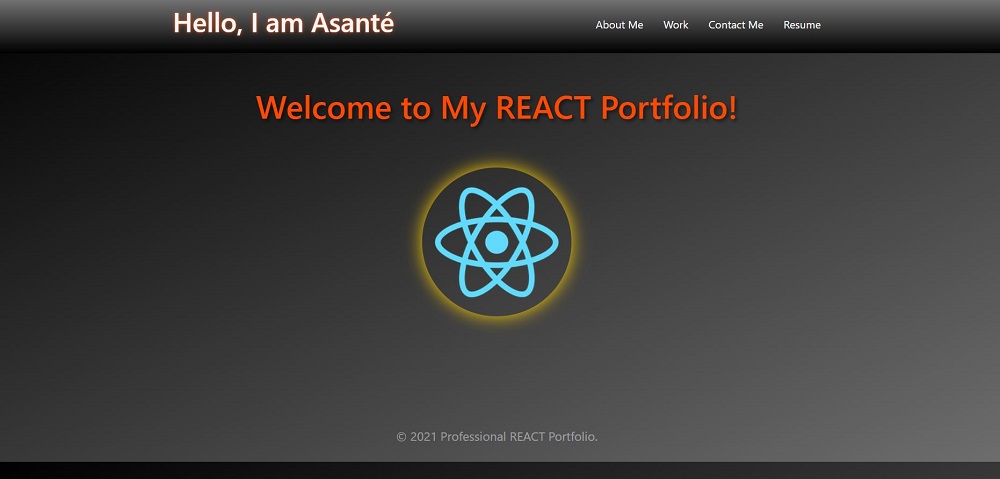 Hello, I am Asanté
About Me Work Contact Me Resume
Welcome to My REACT Portfolio!
© 2021 Professional REACT Portfolio.